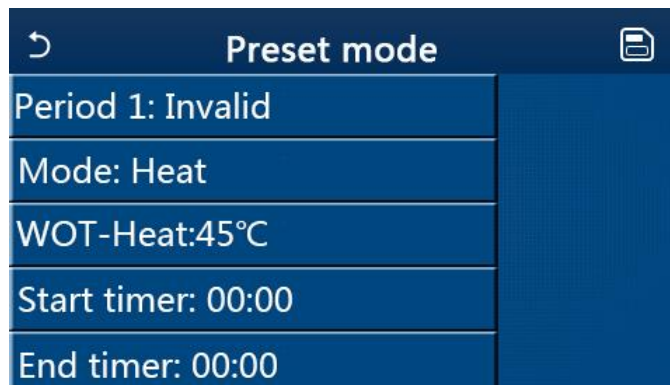 Preset mode
Period 1: Invalid
Mode: Heat
WOT-Heat:45℃
Start timer: 00:00
End timer: 00:00